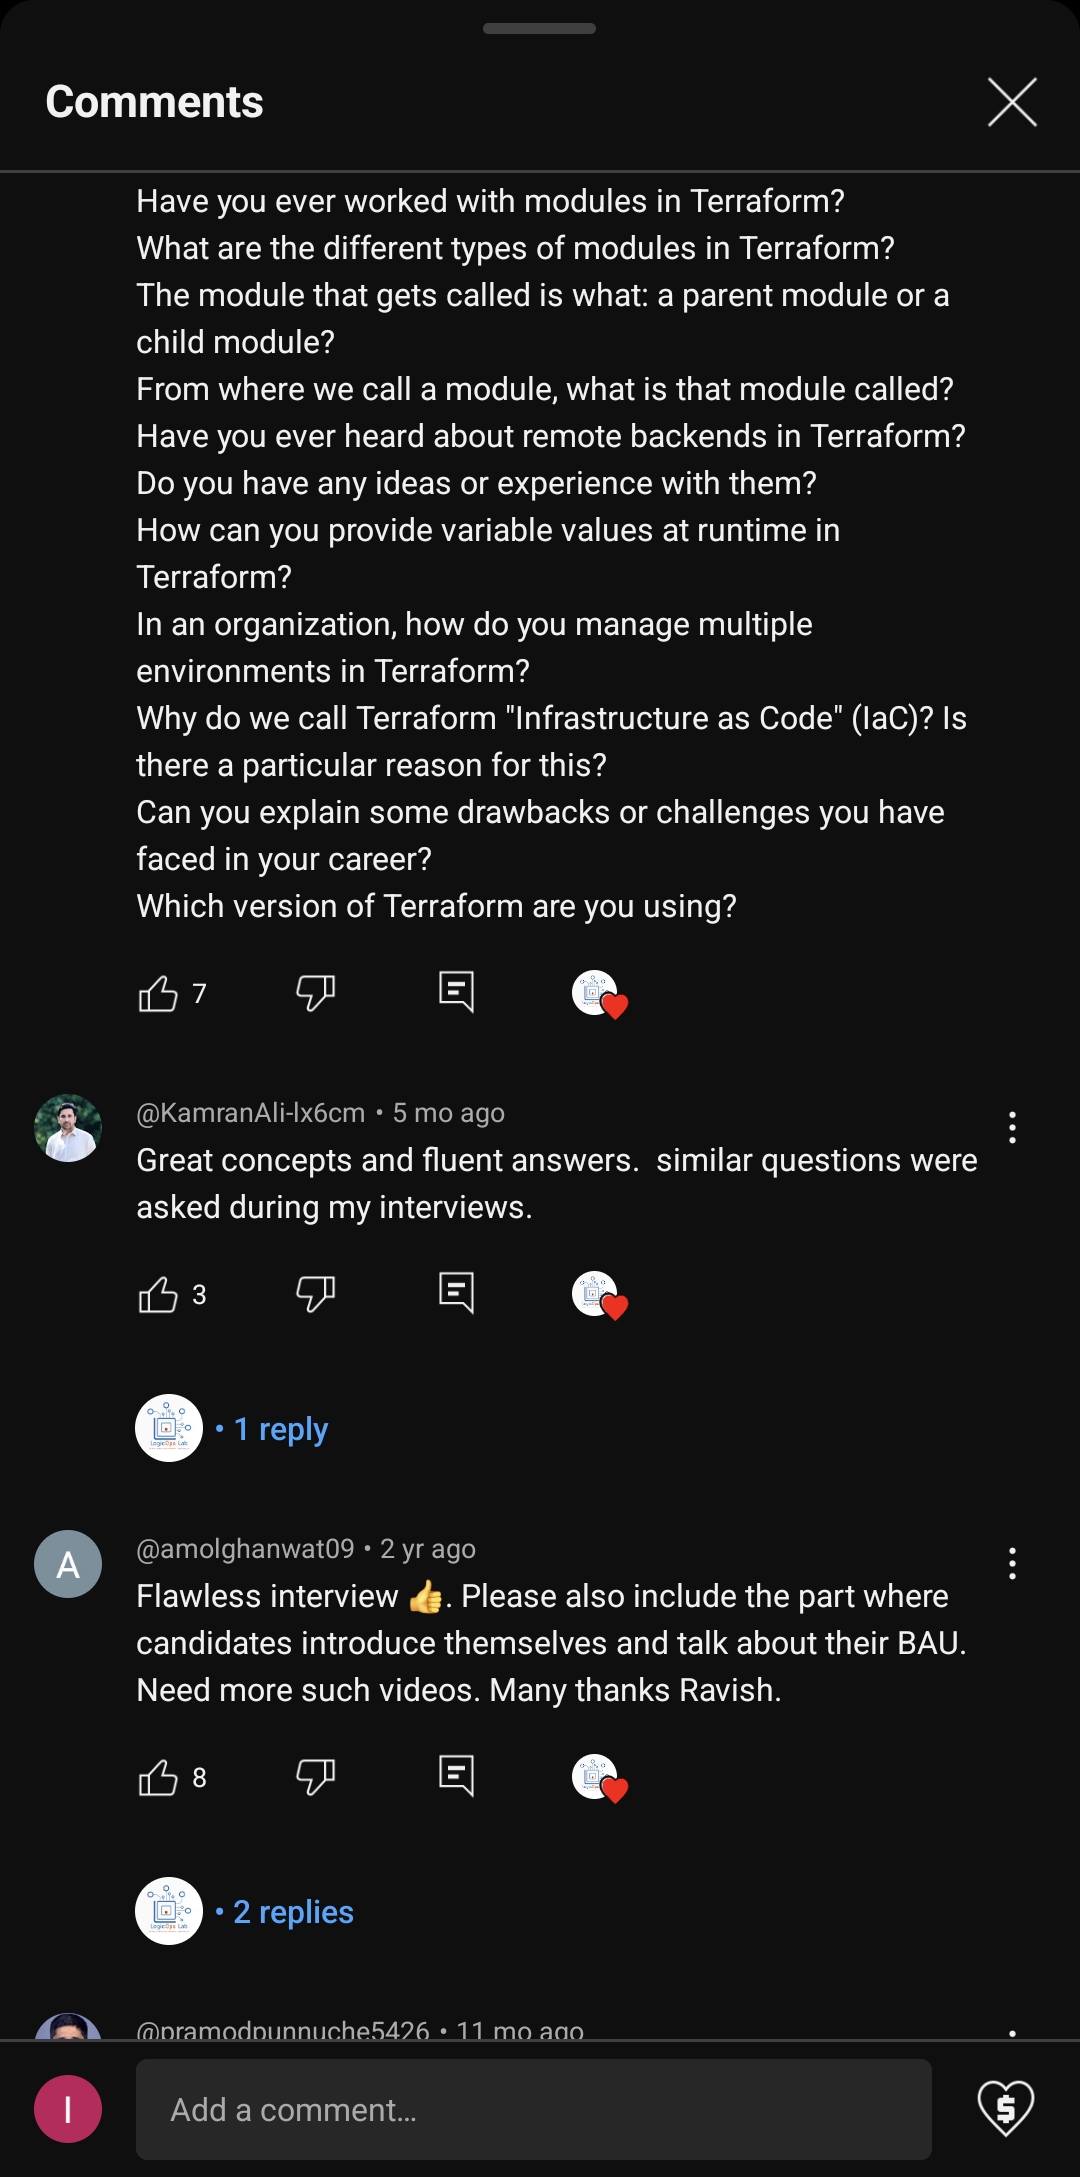 Comments
Have you ever worked with modules in Terraform?
What are the different types of modules in Terraform?
The module that gets called is what: a parent module or a
child module?
From where we call a module, what is that module called?
Have you ever heard about remote backends in Terraform?
Do you have any ideas or experience with them?
How can you provide variable values at runtime in
Terraform?
In an organization, how do you manage multiple
environments in Terraform?
Why do we call Terraform "Infrastructure as Code" (IaC)? Is
there a particular reason for this?
Can you explain some drawbacks or challenges you have
faced in your career?
Which version of Terraform are you using?
7
@KamranAli-lx6cm • 5 mo ago
Great concepts and fluent answers.  similar questions were
asked during my interviews.
3
LogicOps Lab
• 1 reply
A
@amolghanwat09 • 2 yr ago
Flawless interview 👍. Please also include the part where
candidates introduce themselves and talk about their BAU.
Need more such videos. Many thanks Ravish.
8
LogicOps Lab
• 2 replies
@pramodpunnuche5426 • 11 mo ago
I
Add a comment...